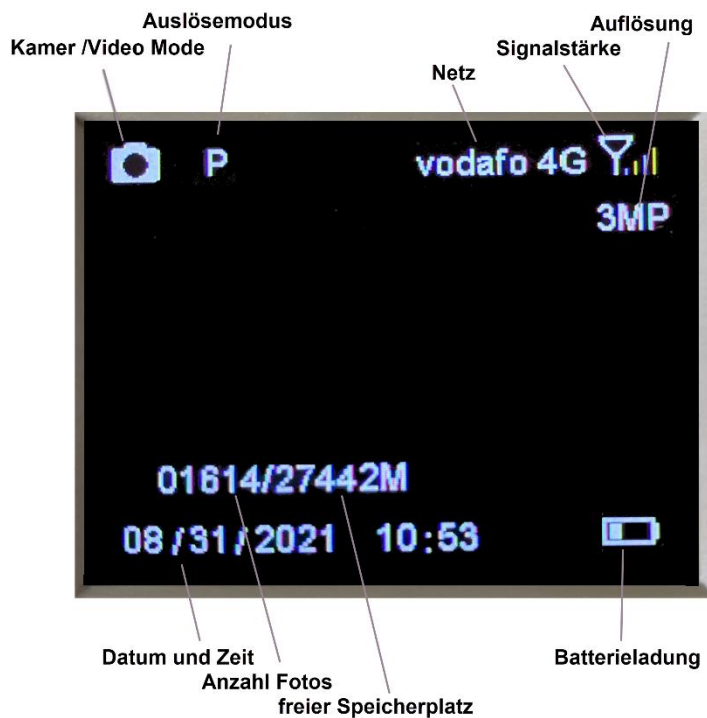 Auslösemodus
Auflösung
Kamer /Video Mode
Signalstärke
Netz
P
vodafo 4G
3MP
01614/27442M
08/31/2021 10:53
Datum und Zeit
Batterieladung
Anzahl Fotos
freier Speicherplatz